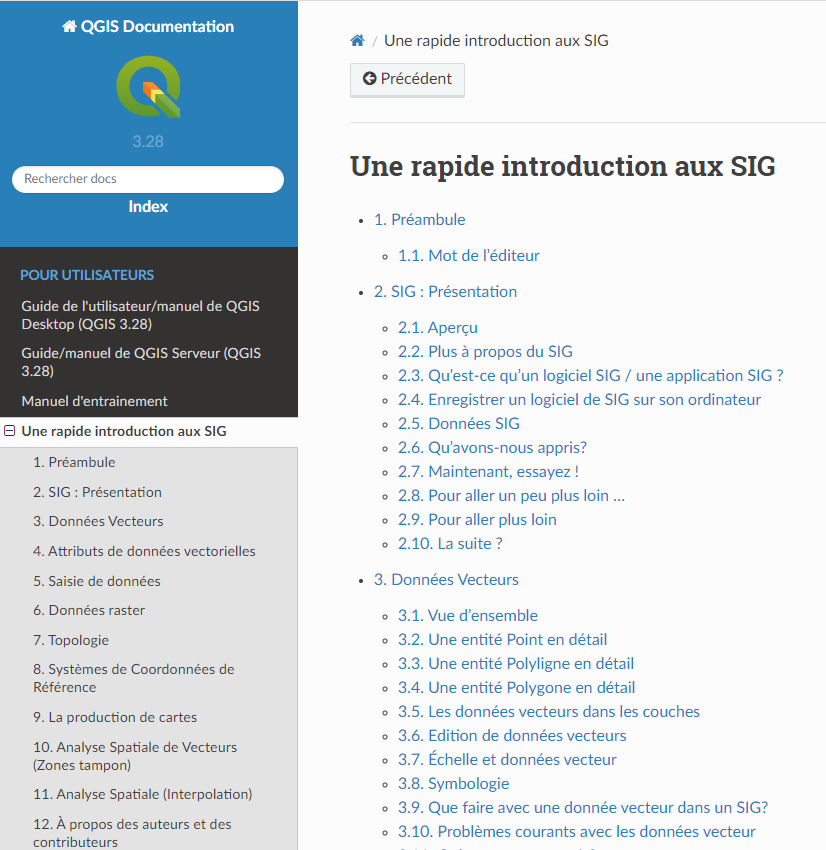 QGIS Documentation
3.28
Rechercher docs
Index
POUR UTILISATEURS
Guide de l'utilisateur/manuel de QGIS
Desktop (QGIS 3.28)
Guide/manuel de QGIS Serveur (QGIS
3.28)
Manuel d'entrainement
Une rapide introduction aux SIG
1. Préambule
2. SIG : Présentation
3. Données Vecteurs
4. Attributs de données vectorielles
5. Saisie de données
6. Données raster
7. Topologie
8. Systèmes de Coordonnées de
Référence
9. La production de cartes
10. Analyse Spatiale de Vecteurs
(Zones tampon)
11. Analyse Spatiale (Interpolation)
12. À propos des auteurs et des
contributeurs
/ Une rapide introduction aux SIG
Précédent
Une rapide introduction aux SIG
1. Préambule
1.1. Mot de l’éditeur
2. SIG : Présentation
2.1. Aperçu
2.2. Plus à propos du SIG
2.3. Qu’est-ce qu’un logiciel SIG / une application SIG ?
2.4. Enregistrer un logiciel de SIG sur son ordinateur
2.5. Données SIG
2.6. Qu’avons-nous appris?
2.7. Maintenant, essayez !
2.8. Pour aller un peu plus loin …
2.9. Pour aller plus loin
2.10. La suite ?
3. Données Vecteurs
3.1. Vue d’ensemble
3.2. Une entité Point en détail
3.3. Une entité Polyligne en détail
3.4. Une entité Polygone en détail
3.5. Les données vecteurs dans les couches
3.6. Edition de données vecteurs
3.7. Échelle et données vecteur
3.8. Symbologie
3.9. Que faire avec une donnée vecteur dans un SIG?
3.10. Problèmes courants avec les données vecteur